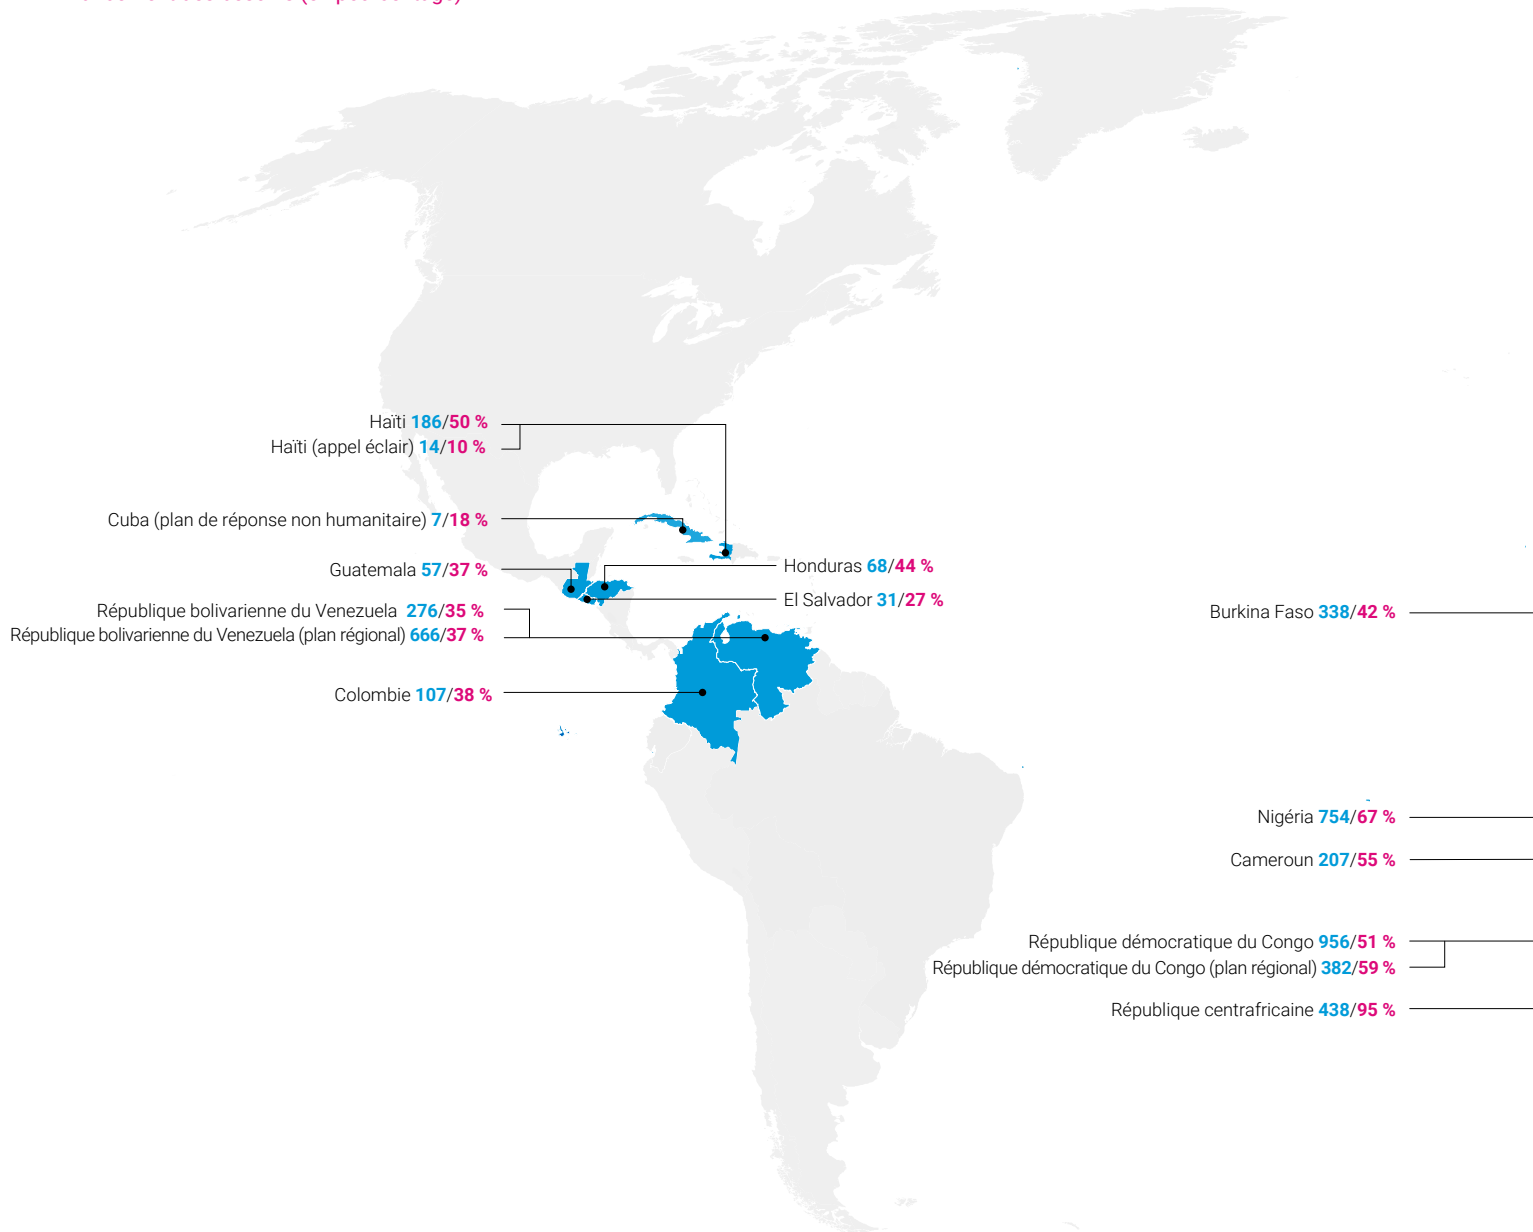 Haïti 186/50 %
Haïti (appel éclair) 14/10 %
Cuba (plan de réponse non humanitaire) 7/18 %
Guatemala 57/37 %
Honduras 68/44 %
El Salvador 31/27 %
République bolivarienne du Venezuela 276/35 %
République bolivarienne du Venezuela (plan régional) 666/37 %
Burkina Faso 338/42 %
Colombie 107/38 %
Nigéria 754/67 %
Cameroun 207/55 %
République démocratique du Congo 956/51 %
République démocratique du Congo (plan régional) 382/59 %
République centrafricaine 438/95 %